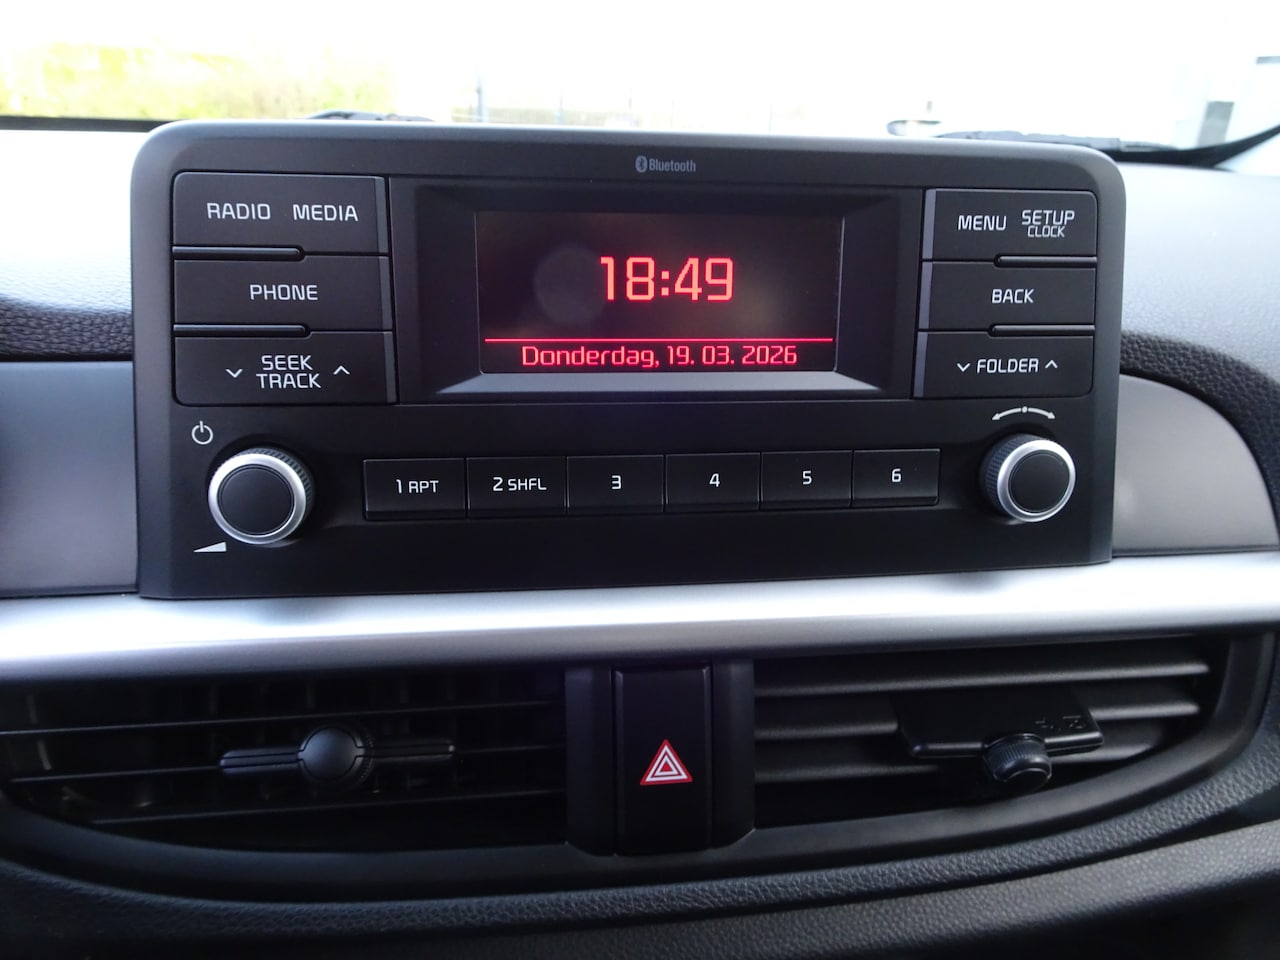 Bluetooth
RADIO MEDIA
PHONE
SEEK
TRACK
18:49
Donderdag, 19. 03. 2026
MENU SETUP
CLOCK
BACK
FOLDER
1 RPT 2 SHFL 3 4 5 6